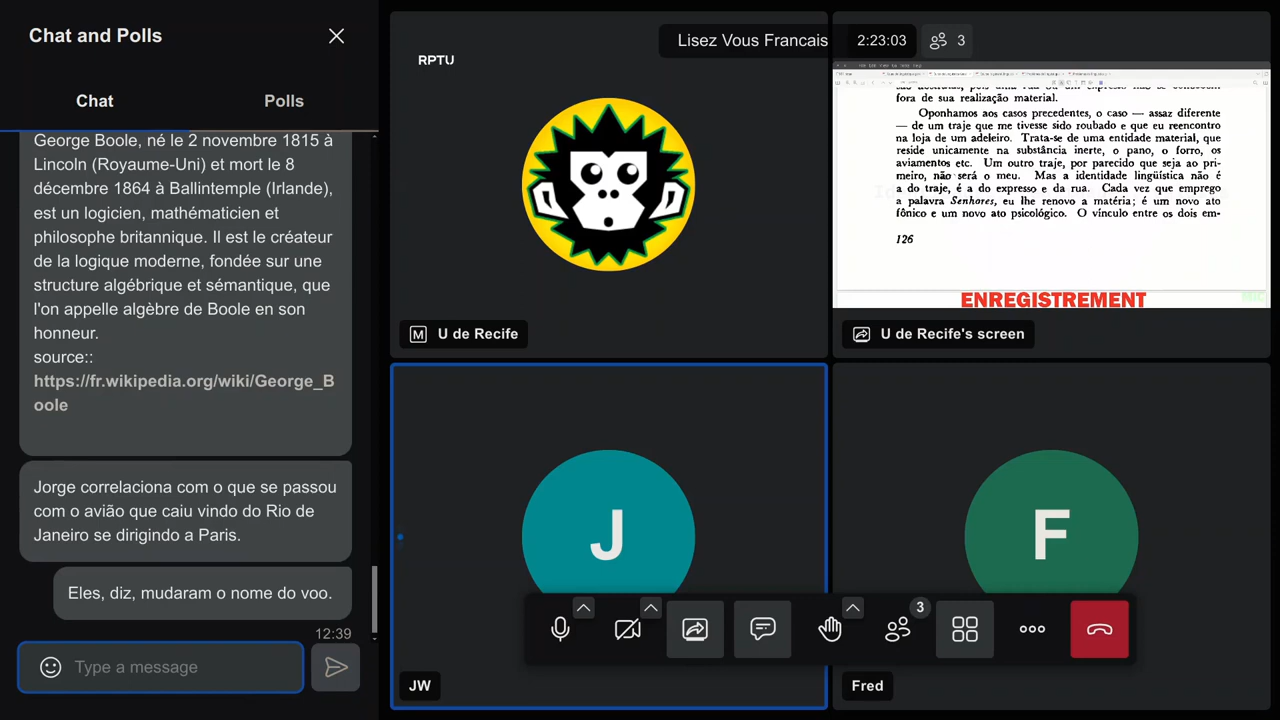 Chat and Polls
Chat
Polls
George Boole, né le 2 novembre 1815 à
Lincoln (Royaume-Uni) et mort le 8
décembre 1864 à Ballintemple (Irlande),
est un logicien, mathématicien et
philosophe britannique. Il est le créateur
de la logique moderne, fondée sur une
structure algébrique et sémantique, que
l'on appelle algèbre de Boole en son
honneur.
source::
https://fr.wikipedia.org/wiki/George_B
oole
Jorge correlaciona com o que se passou
com o avião que caiu vindo do Rio de
Janeiro se dirigindo a Paris.
Eles, diz, mudaram o nome do voo.
12:39
Type a message
RPTU
Lisez Vous Francais
2:23:03
3
M
U de Recife
fora de sua realização material.
Oponhamos aos casos precedentes, o caso — assaz diferente
— de um traje que me tivesse sido roubado e que eu reencontro
na loja de um adeleiro. Trata-se de uma entidade material, que
reside unicamente na substância inerte, o pano, o forro, os
aviamentos etc. Um outro traje, por parecido que seja ao pri-
meiro, não será o meu. Mas a identidade lingüística não é
a do traje, é a do expresso e da rua. Cada vez que emprego
a palavra Senhores, eu lhe renovo a matéria; é um novo ato
fônico e um novo ato psicológico. O vínculo entre os dois em-
126
ENREGISTREMENT
U de Recife's screen
J
JW
F
Fred
3